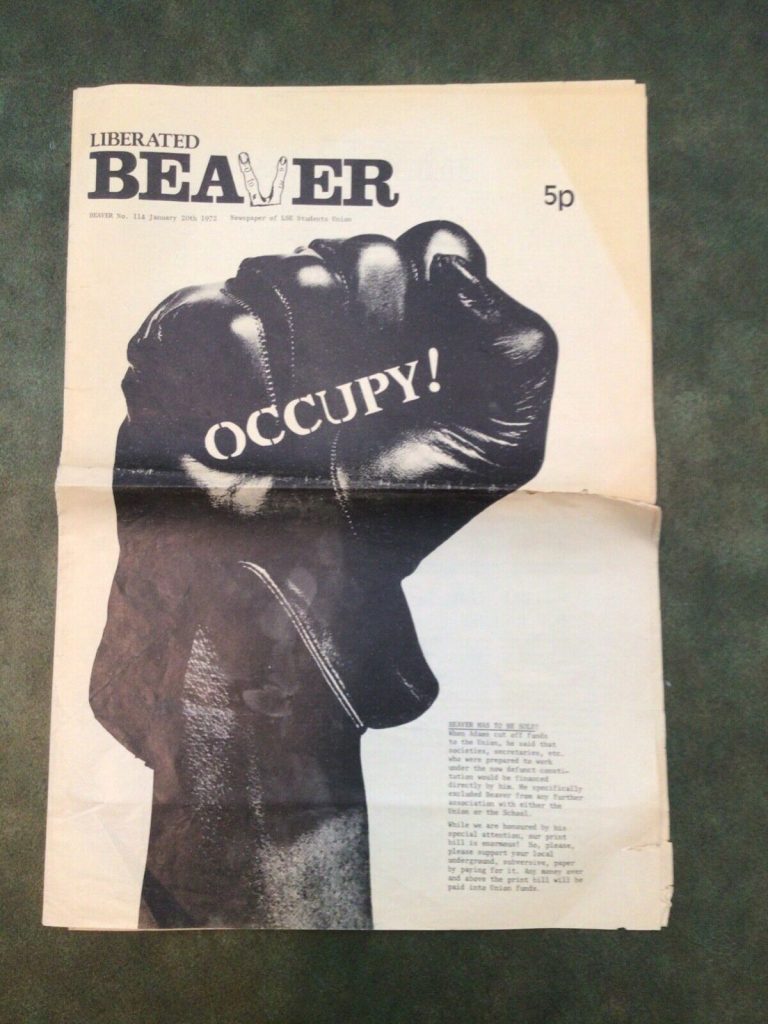 LIBERATED
BEAVER
5p
BEAVER No. 114 January 20th 1972 Newspaper of LSE Students Union
OCCUPY!
BEAVER HAS TO BE SOLD!
When Adams cut off funds
to the Union, he said that
societies, secretaries, etc.
who were prepared to work
under the now defunct consti-
tution would be financed
directly by him. He specifically
excluded Beaver from any further
association with either the
Union or the School.
While we are honoured by his
special attention, our print
bill is enormous! So, please,
please support your local
underground, subversive, paper
by paying for it. Any money over
and above the print bill will be
paid into Union funds.